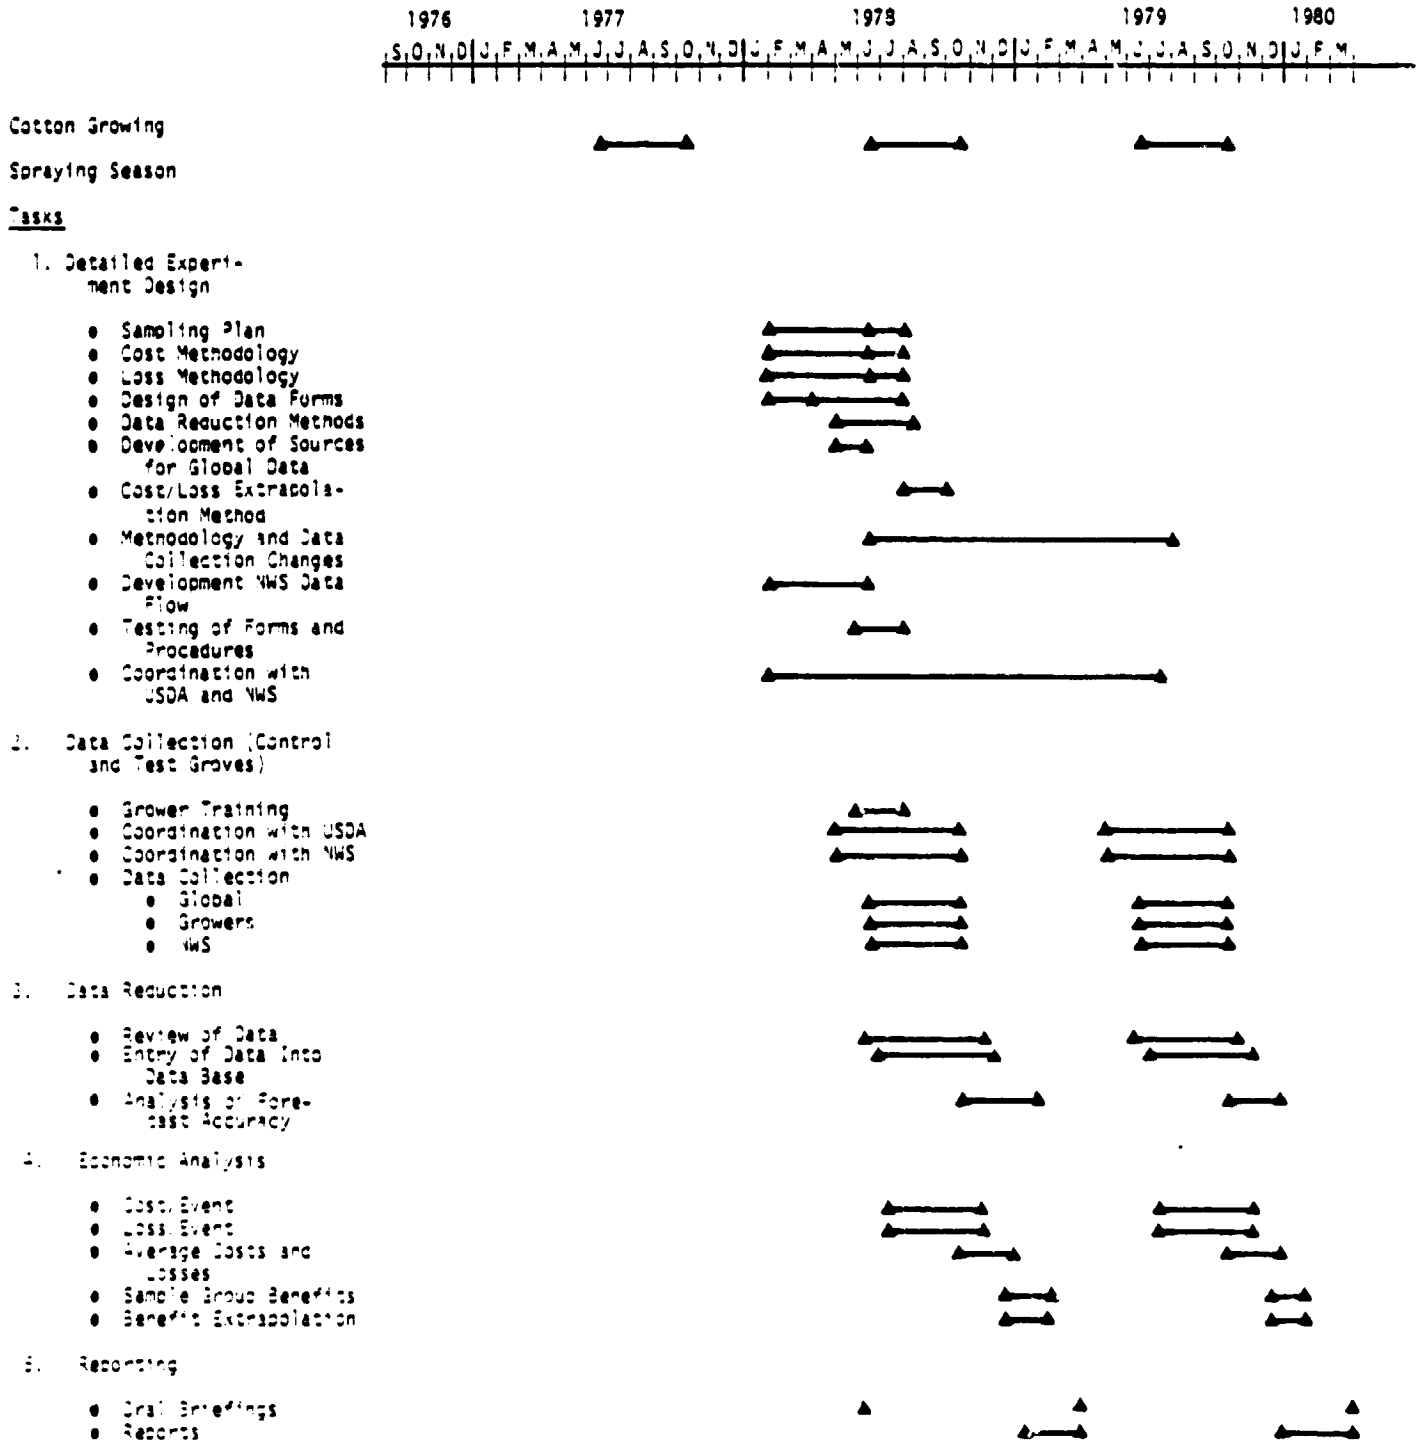 1976 1977 1978 1979 1980
S O N D J F M A M J J A S O N D J F M A M J J A S O N D J F M A M J J A S O N D J F M
Cotton Growing
Spraying Season
Tasks
1. Detailed Experi-
ment Design
• Sampling Plan
• Cost Methodology
• Loss Methodology
• Design of Data Forms
• Data Reduction Methods
• Development of Sources
for Global Data
• Cost/Loss Extrapola-
tion Method
• Methodology and Data
Collection Changes
• Development NWS Data
Flow
• Testing of Forms and
Procedures
• Coordination with
USDA and NWS
2. Data Collection (Control
and Test Groves)
• Grower Training
• Coordination with USDA
• Coordination with NWS
• Data Collection
• Global
• Growers
• NWS
3. Data Reduction
• Review of Data
• Entry of Data Into
Data Base
• Analysis of Fore-
cast Accuracy
4. Economic Analysis
• Cost/Event
• Loss/Event
• Average Costs and
Losses
• Sample Group Benefits
• Benefit Extrapolation
5. Reporting
• Oral Briefings
• Reports